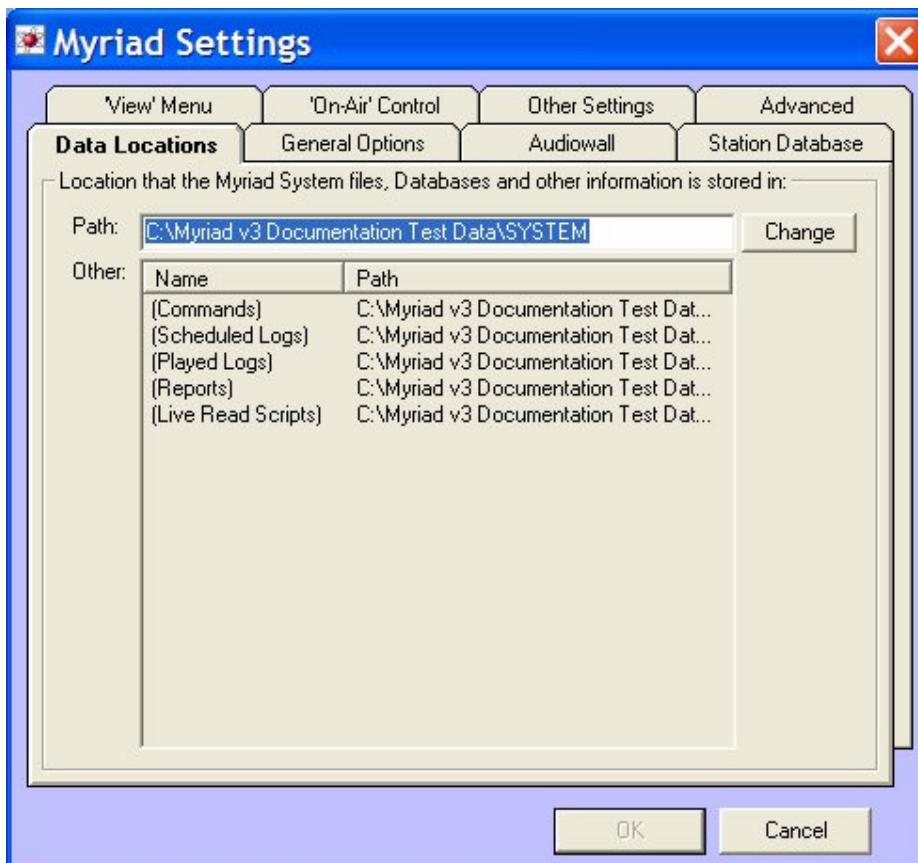 Myriad Settings
'View' Menu
'On-Air' Control
Other Settings
Advanced
Data Locations
General Options
Audiowall
Station Database
Location that the Myriad System files, Databases and other information is stored in:
Path: C:\Myriad v3 Documentation Test Data\SYSTEM Change
Other: Name Path
(Commands) C:\Myriad v3 Documentation Test Dat...
(Scheduled Logs) C:\Myriad v3 Documentation Test Dat...
(Played Logs) C:\Myriad v3 Documentation Test Dat...
(Reports) C:\Myriad v3 Documentation Test Dat...
(Live Read Scripts) C:\Myriad v3 Documentation Test Dat...
OK Cancel